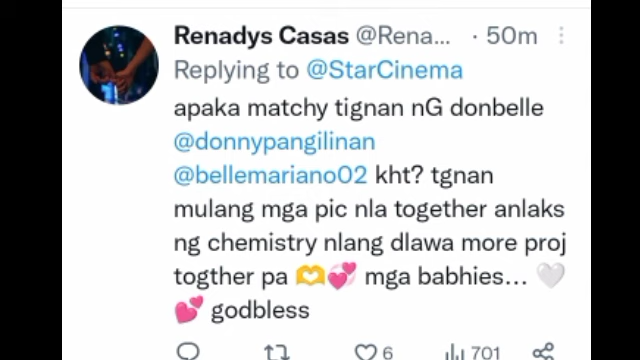 Renadys Casas @Rena... · 50m
Replying to @StarCinema
apaka matchy tignan nG donbelle
@donnypangilinan
@bellemariano02 kht? tgnan
mulang mga pic nla together anlaks
ng chemistry nlang dlawa more proj
togther pa 🫶💞 mga babhies... 🤍
💕 godbless
6 701